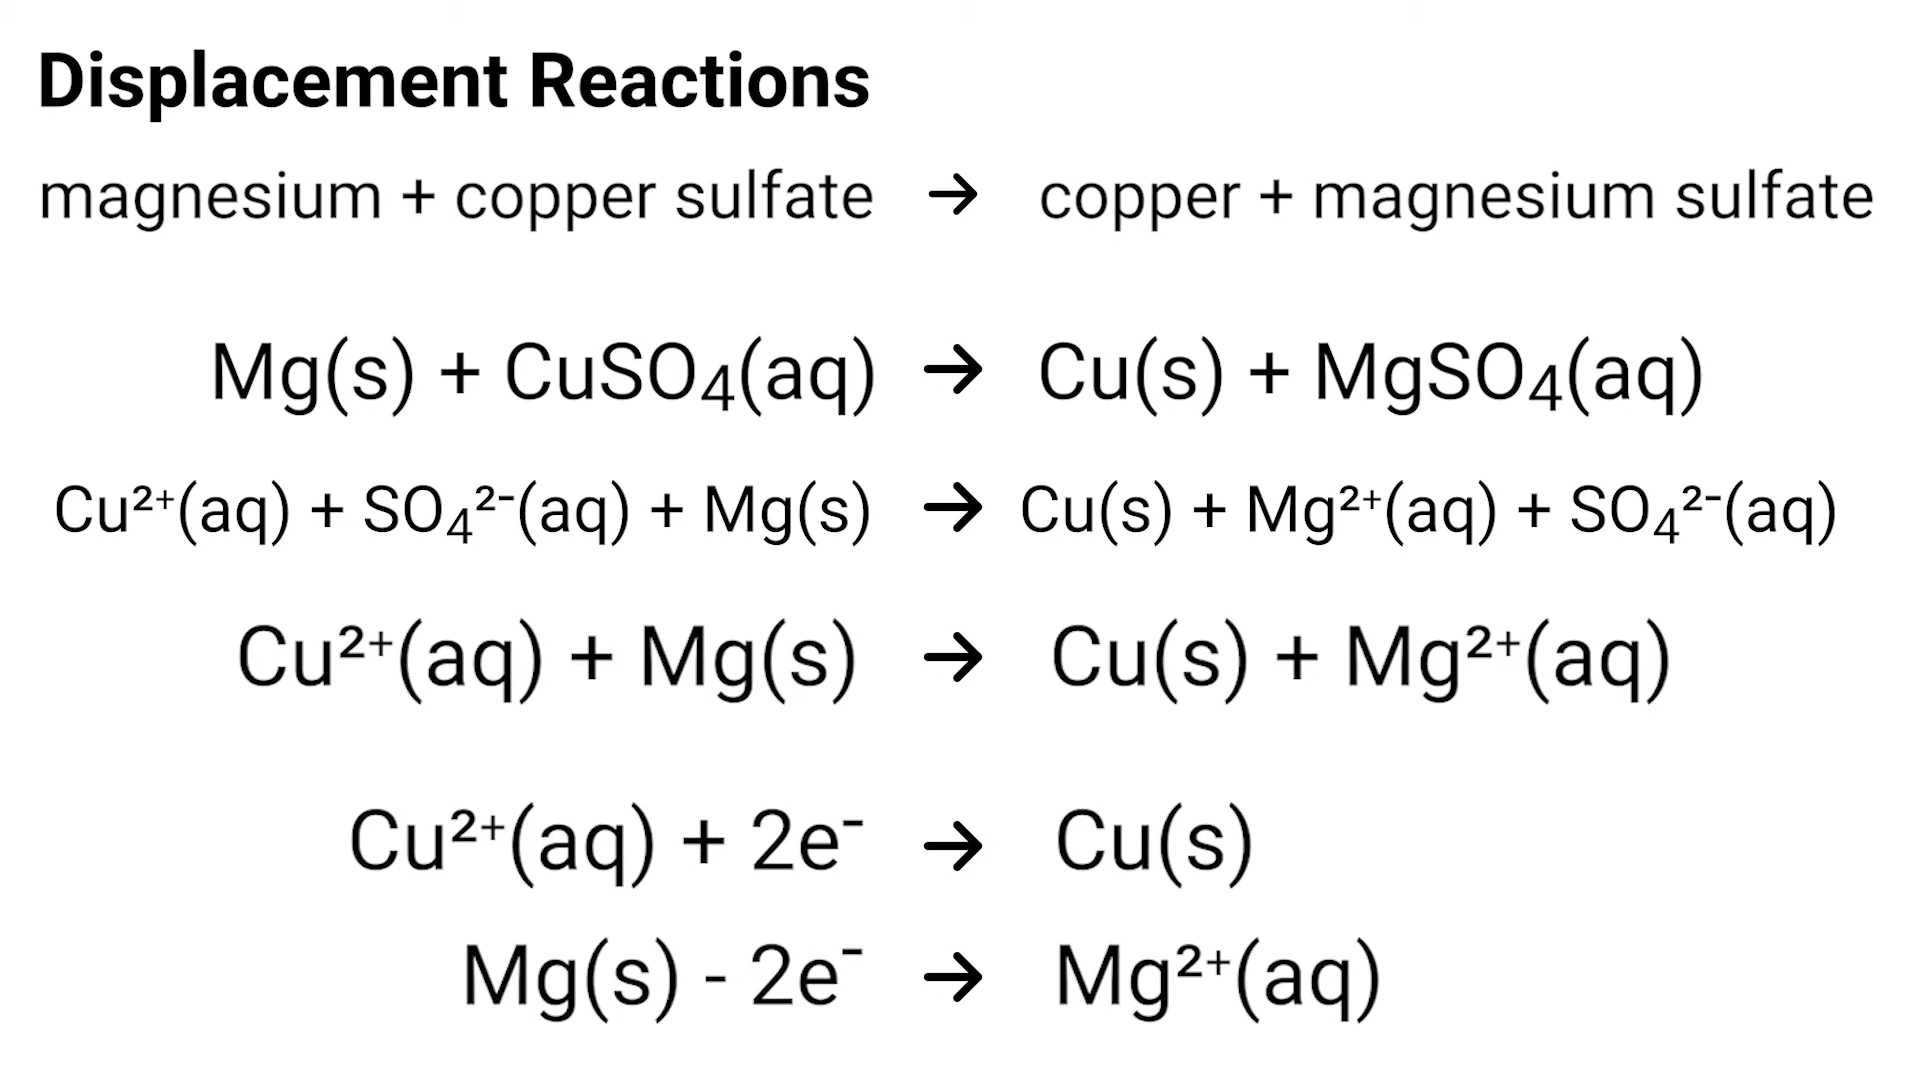 Displacement Reactions
magnesium + copper sulfate → copper + magnesium sulfate
Mg(s) + CuSO₄(aq) → Cu(s) + MgSO₄(aq)
Cu²⁺(aq) + SO₄²⁻(aq) + Mg(s) → Cu(s) + Mg²⁺(aq) + SO₄²⁻(aq)
Cu²⁺(aq) + Mg(s) → Cu(s) + Mg²⁺(aq)
Cu²⁺(aq) + 2e⁻ → Cu(s)
Mg(s) - 2e⁻ → Mg²⁺(aq)